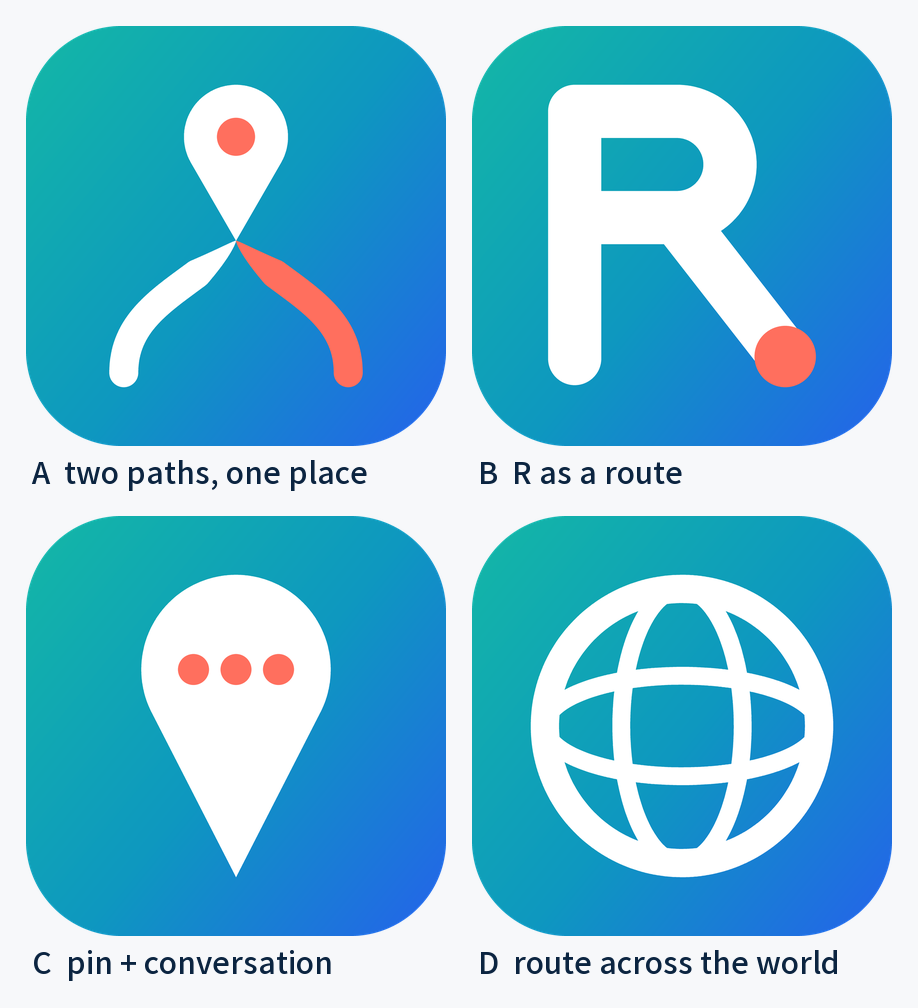 R
A two paths, one place
B R as a route
C pin + conversation
D route across the world